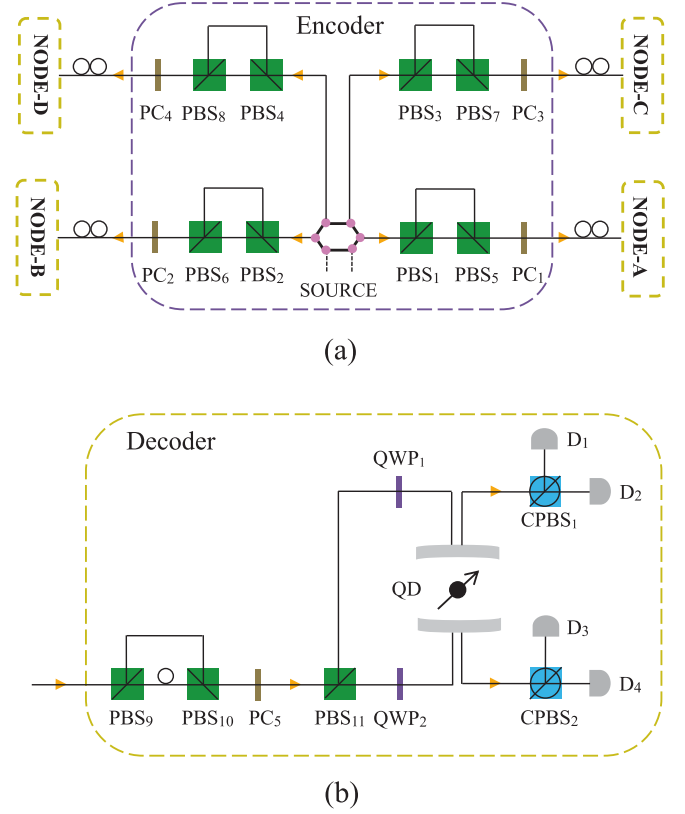 Encoder
NODE-D
PC4
PBS8
PBS4
PBS3
PBS7
PC3
NODE-C
NODE-B
PC2
PBS6
PBS2
SOURCE
PBS1
PBS5
PC1
NODE-A
(a)
Decoder
QWP1
D1
D2
CPBS1
QD
D3
D4
CPBS2
PBS9
PBS10
PC5
PBS11
QWP2
(b)